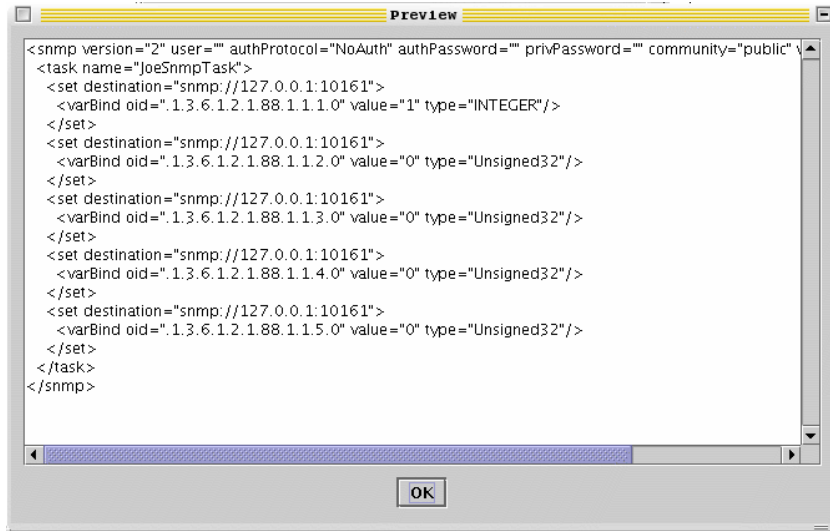 Preview
<snmp version="2" user="" authProtocol="NoAuth" authPassword="" privPassword="" community="public"
<task name="JoeSnmpTask">
<set destination="snmp://127.0.0.1:10161">
<varBind oid=".1.3.6.1.2.1.88.1.1.1.0" value="1" type="INTEGER"/>
</set>
<set destination="snmp://127.0.0.1:10161">
<varBind oid=".1.3.6.1.2.1.88.1.1.2.0" value="0" type="Unsigned32"/>
</set>
<set destination="snmp://127.0.0.1:10161">
<varBind oid=".1.3.6.1.2.1.88.1.1.3.0" value="0" type="Unsigned32"/>
</set>
<set destination="snmp://127.0.0.1:10161">
<varBind oid=".1.3.6.1.2.1.88.1.1.4.0" value="0" type="Unsigned32"/>
</set>
<set destination="snmp://127.0.0.1:10161">
<varBind oid=".1.3.6.1.2.1.88.1.1.5.0" value="0" type="Unsigned32"/>
</set>
</task>
</snmp>
OK